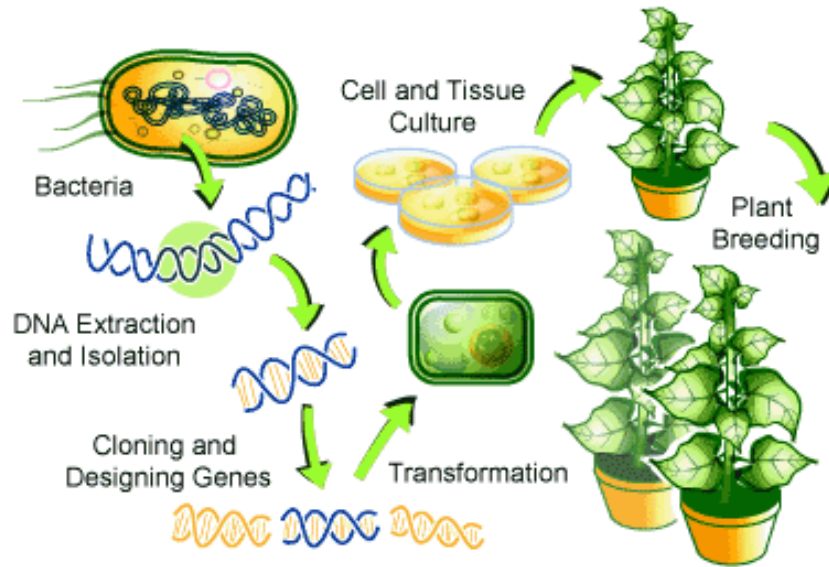 Bacteria
DNA Extraction
and Isolation
Cloning and
Designing Genes
Transformation
Cell and Tissue
Culture
Plant
Breeding